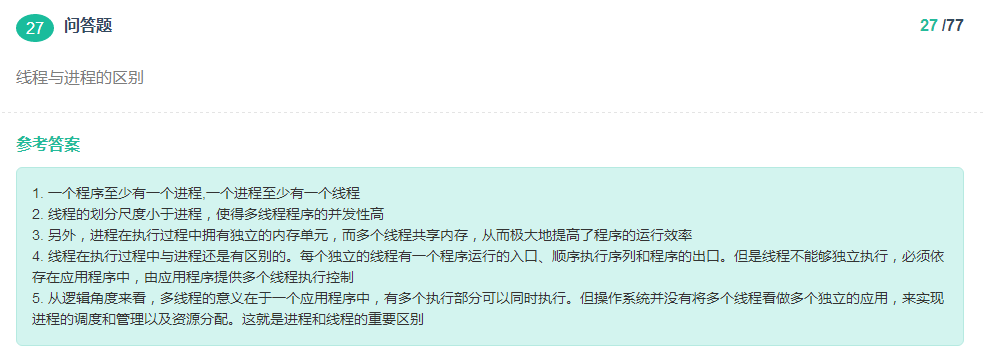 27 问答题 27 /77
线程与进程的区别
参考答案
1. 一个程序至少有一个进程,一个进程至少有一个线程
2. 线程的划分尺度小于进程，使得多线程程序的并发性高
3. 另外，进程在执行过程中拥有独立的内存单元，而多个线程共享内存，从而极大地提高了程序的运行效率
4. 线程在执行过程中与进程还是有区别的。每个独立的线程有一个程序运行的入口、顺序执行序列和程序的出口。但是线程不能够独立执行，必须依
存在应用程序中，由应用程序提供多个线程执行控制
5. 从逻辑角度来看，多线程的意义在于一个应用程序中，有多个执行部分可以同时执行。但操作系统并没有将多个线程看做多个独立的应用，来实现
进程的调度和管理以及资源分配。这就是进程和线程的重要区别